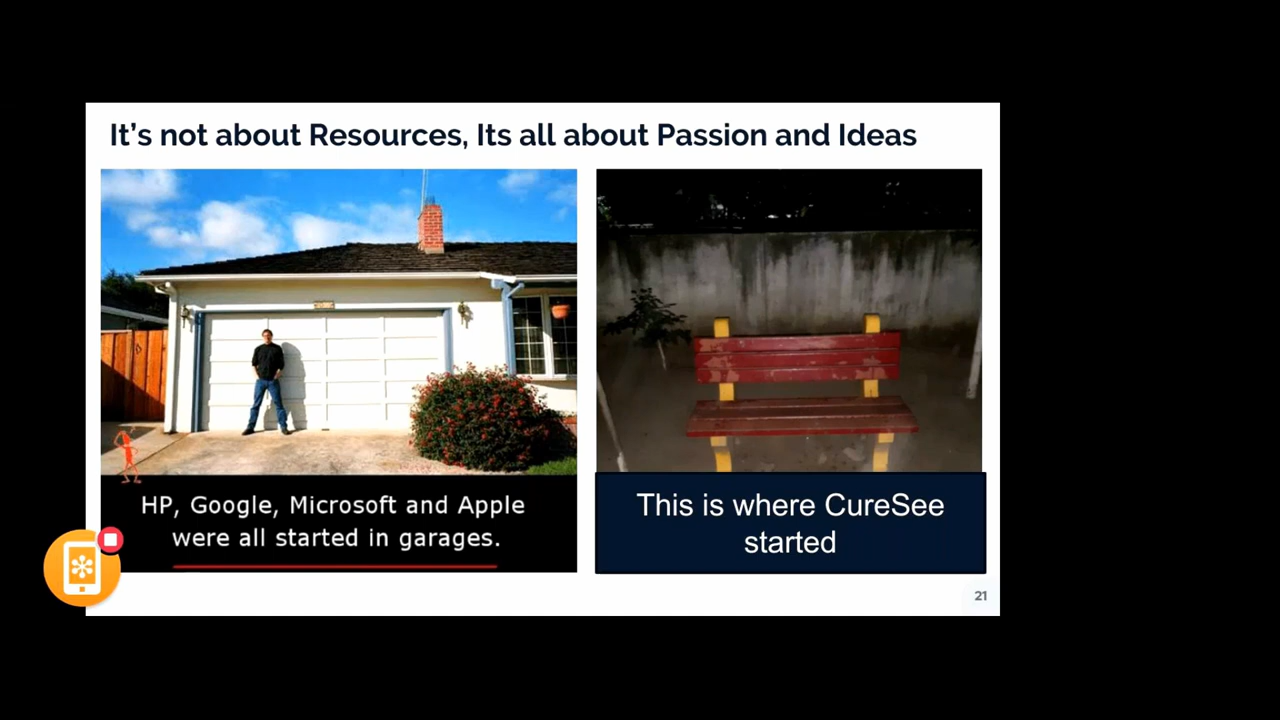 It's not about Resources, Its all about Passion and Ideas
HP, Google, Microsoft and Apple
were all started in garages.
This is where CureSee
started
21